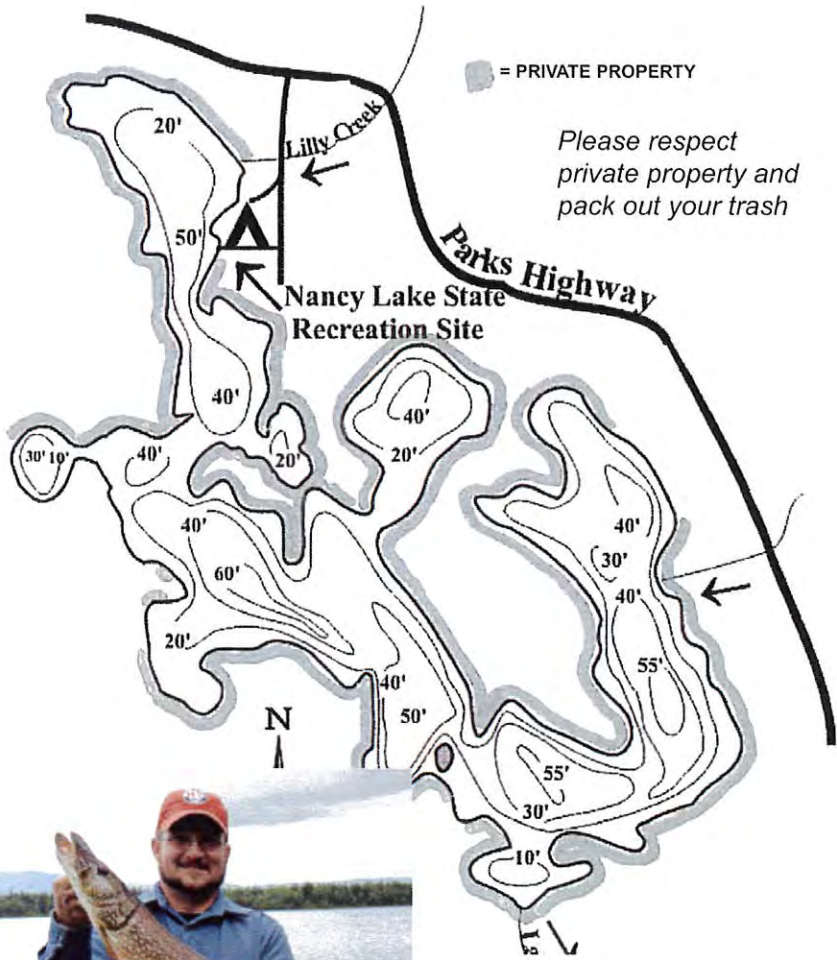 = PRIVATE PROPERTY
20'
Lilly Creek
Please respect
private property and
pack out your trash
50'
Parks Highway
Nancy Lake State
Recreation Site
40'
40'
20'
30' 10'
40'
20'
40'
40'
30'
60'
40'
20'
55'
40'
50'
N
55'
30'
10'